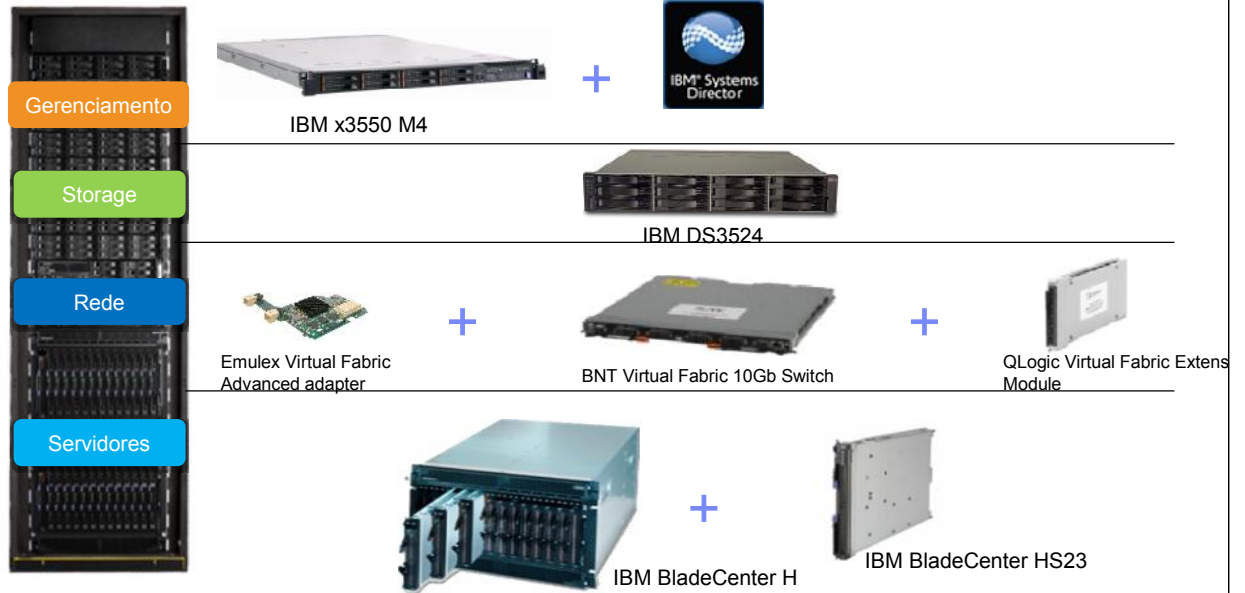 Gerenciamento
IBM x3550 M4
+
IBM® Systems
Director
Storage
IBM DS3524
Rede
Emulex Virtual Fabric
Advanced adapter
+
BNT Virtual Fabric 10Gb Switch
+
QLogic Virtual Fabric Extens
Module
Servidores
IBM BladeCenter H
+
IBM BladeCenter HS23